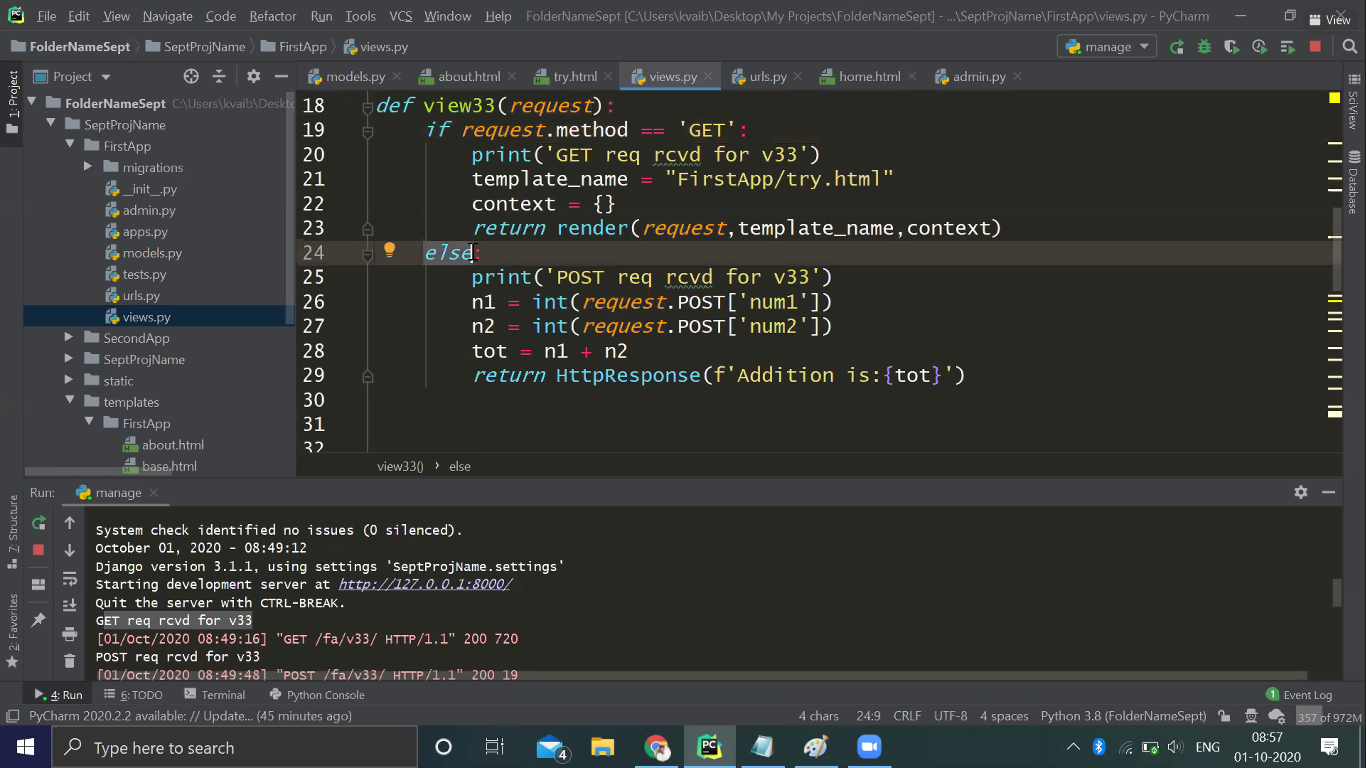 File Edit View Navigate Code Refactor Run Tools VCS Window Help FolderNameSept [C:\Users\kvaib\Desktop\My Projects\FolderNameSept] - ...\SeptProjName\FirstApp\views.py - PyCharm
View
FolderNameSept SeptProjName FirstApp views.py manage
Project models.py about.html try.html views.py urls.py home.html admin.py
1: Project
FolderNameSept C:\Users\kvaib\Deskto
SeptProjName
FirstApp
migrations
__init__.py
admin.py
apps.py
models.py
tests.py
urls.py
views.py
SecondApp
SeptProjName
static
templates
FirstApp
about.html
base.html
18 def view33(request):
19 if request.method == 'GET':
20 print('GET req rcvd for v33')
21 template_name = "FirstApp/try.html"
22 context = {}
23 return render(request,template_name,context)
24 else:
25 print('POST req rcvd for v33')
26 n1 = int(request.POST['num1'])
27 n2 = int(request.POST['num2'])
28 tot = n1 + n2
29 return HttpResponse(f'Addition is:{tot}')
30
31
32
view33() › else
SciView
Database
Run: manage
System check identified no issues (0 silenced).
October 01, 2020 - 08:49:12
Django version 3.1.1, using settings 'SeptProjName.settings'
Starting development server at http://127.0.0.1:8000/
Quit the server with CTRL-BREAK.
GET req rcvd for v33
[01/Oct/2020 08:49:16] "GET /fa/v33/ HTTP/1.1" 200 720
POST req rcvd for v33
[01/Oct/2020 08:49:48] "POST /fa/v33/ HTTP/1.1" 200 19
7: Structure
2: Favorites
4: Run 6: TODO Terminal Python Console 1 Event Log
PyCharm 2020.2.2 available: // Update... (45 minutes ago) 4 chars 24:9 CRLF UTF-8 4 spaces Python 3.8 (FolderNameSept) 357 of 972M
Type here to search 4 ENG 08:57
01-10-2020